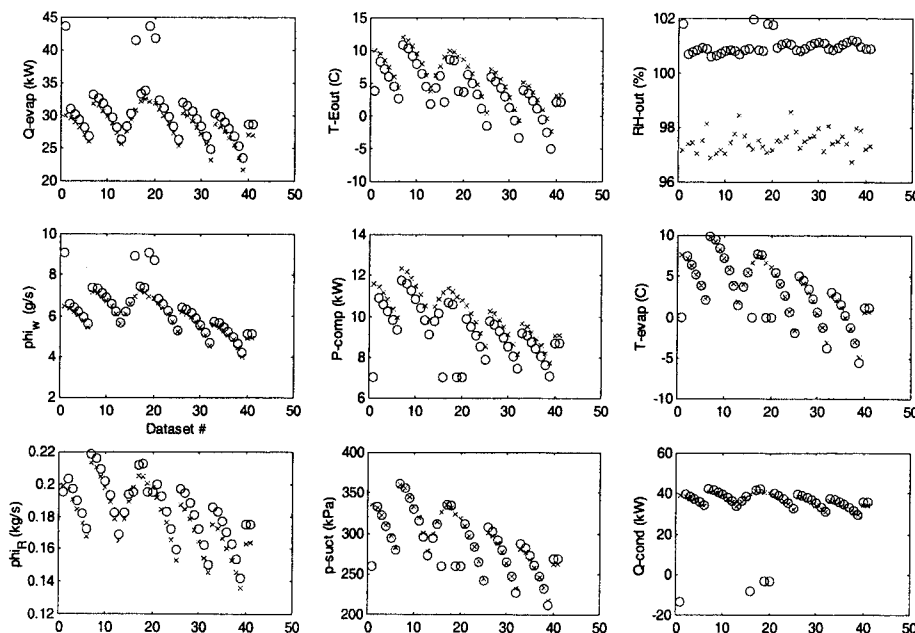 45
40
35
30
25
20
0 10 20 30 40 50
Q-evap (kW)
15
10
5
0
-5
-10
0 10 20 30 40 50
T-Eout (C)
102
100
98
96
0 10 20 30 40 50
RH-out (%)
10
8
6
4
2
0 10 20 30 40 50
phi_w (g/s)
Dataset #
14
12
10
8
6
0 10 20 30 40 50
P-comp (kW)
10
5
0
-5
-10
0 10 20 30 40 50
T-evap (C)
0.22
0.2
0.18
0.16
0.14
0.12
0 10 20 30 40 50
phi_R (kg/s)
400
350
300
250
200
0 10 20 30 40 50
p-suct (kPa)
60
40
20
0
-20
0 10 20 30 40 50
Q-cond (kW)